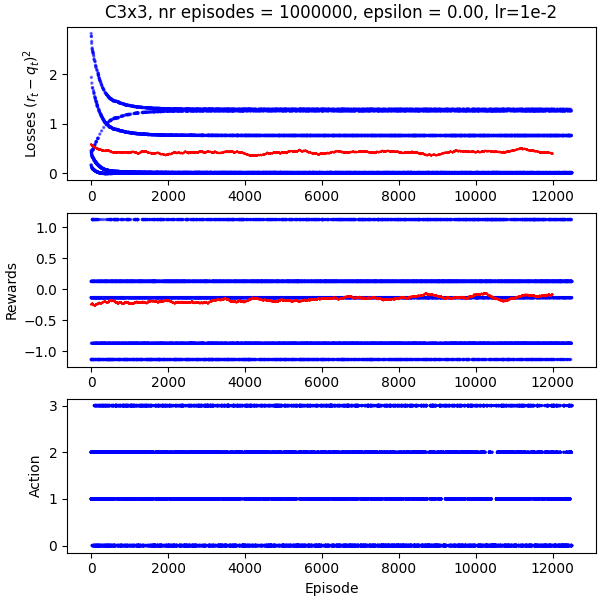 C3x3, nr episodes = 1000000, epsilon = 0.00, lr=1e-2
Losses $(r_t - q_t)^2$
2
1
0
0 2000 4000 6000 8000 10000 12000
Rewards
1.0
0.5
0.0
−0.5
−1.0
0 2000 4000 6000 8000 10000 12000
Action
3
2
1
0
0 2000 4000 6000 8000 10000 12000
Episode